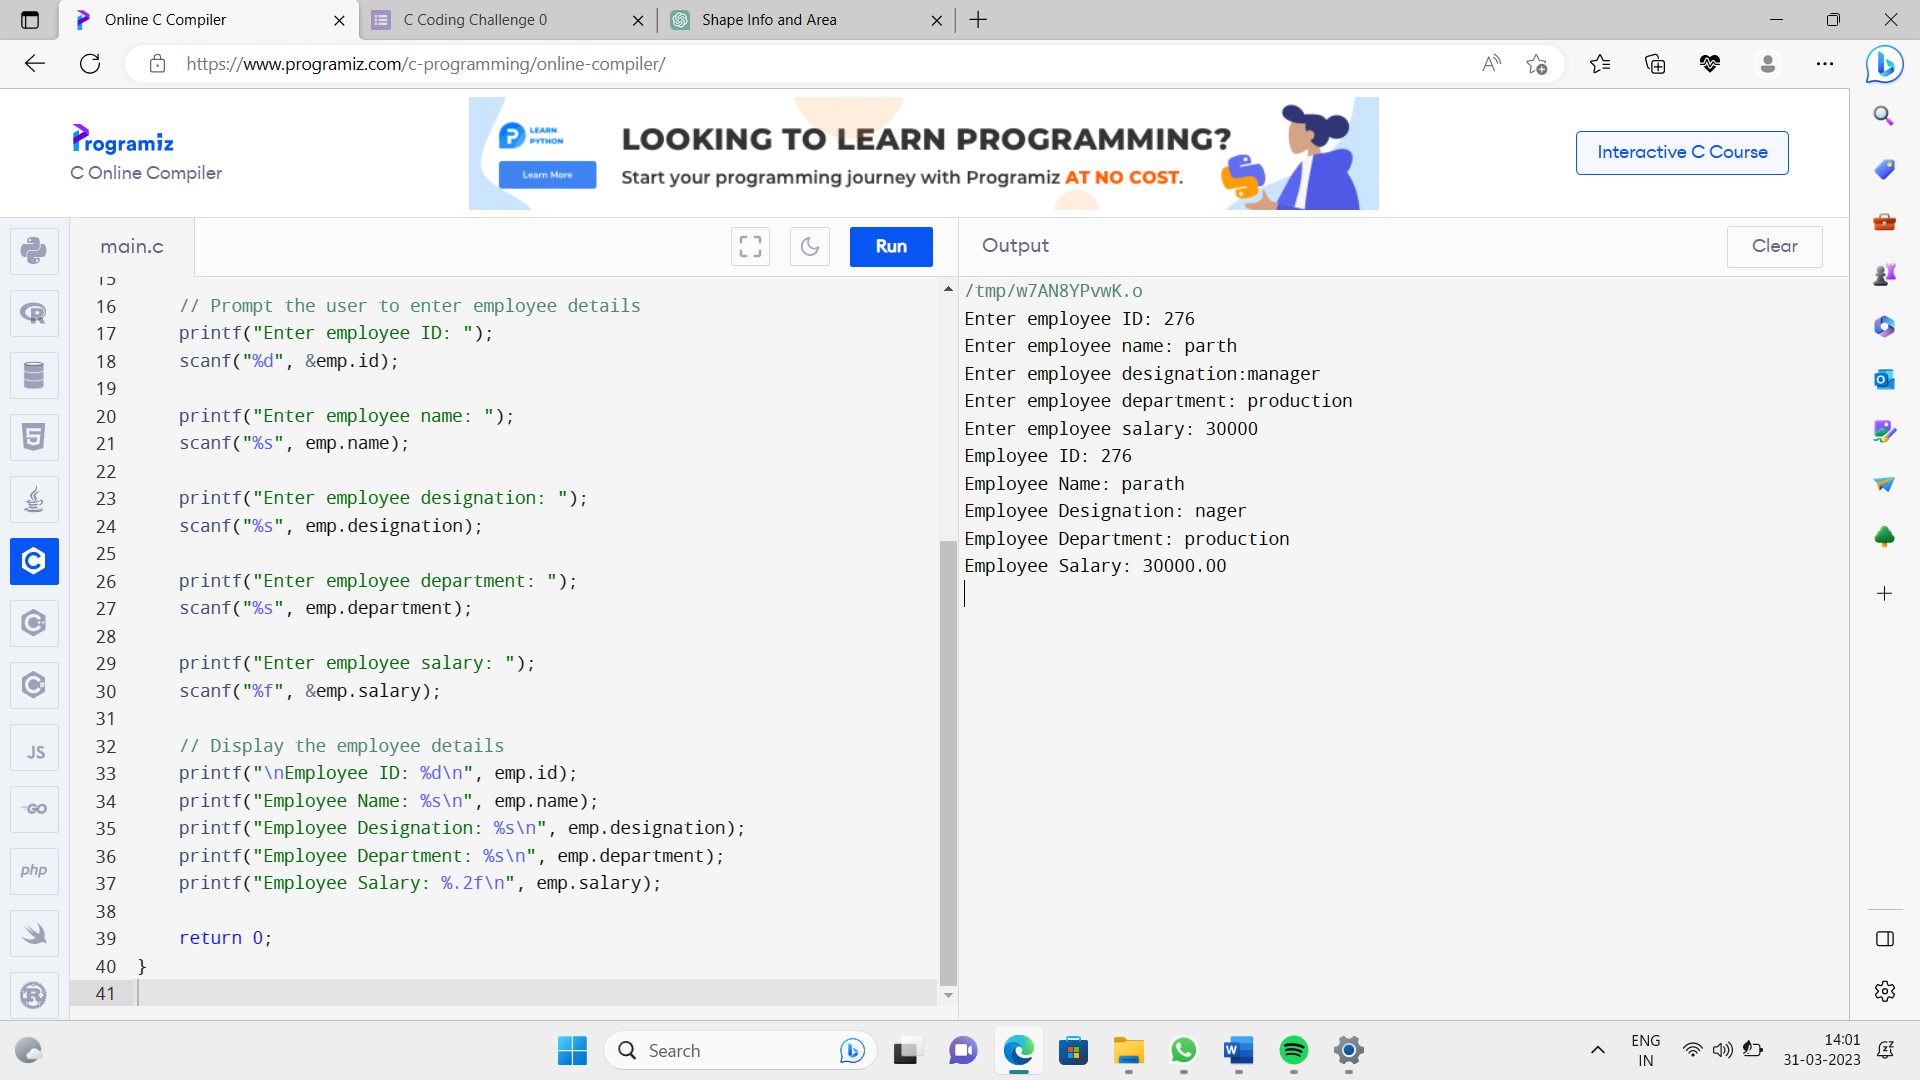 Online C Compiler
C Coding Challenge 0
Shape Info and Area
https://www.programiz.com/c-programming/online-compiler/
Programiz
C Online Compiler
LEARN
PYTHON
Learn More
LOOKING TO LEARN PROGRAMMING?
Start your programming journey with Programiz AT NO COST.
Interactive C Course
main.c
Run
Output
Clear
15
16 // Prompt the user to enter employee details
17 printf("Enter employee ID: ");
18 scanf("%d", &emp.id);
19
20 printf("Enter employee name: ");
21 scanf("%s", emp.name);
22
23 printf("Enter employee designation: ");
24 scanf("%s", emp.designation);
25
26 printf("Enter employee department: ");
27 scanf("%s", emp.department);
28
29 printf("Enter employee salary: ");
30 scanf("%f", &emp.salary);
31
32 // Display the employee details
33 printf("\nEmployee ID: %d\n", emp.id);
34 printf("Employee Name: %s\n", emp.name);
35 printf("Employee Designation: %s\n", emp.designation);
36 printf("Employee Department: %s\n", emp.department);
37 printf("Employee Salary: %.2f\n", emp.salary);
38
39 return 0;
40 }
41
/tmp/w7AN8YPvwK.o
Enter employee ID: 276
Enter employee name: parth
Enter employee designation:manager
Enter employee department: production
Enter employee salary: 30000
Employee ID: 276
Employee Name: parath
Employee Designation: nager
Employee Department: production
Employee Salary: 30000.00
JS
GO
php
Search
ENG
IN
14:01
31-03-2023